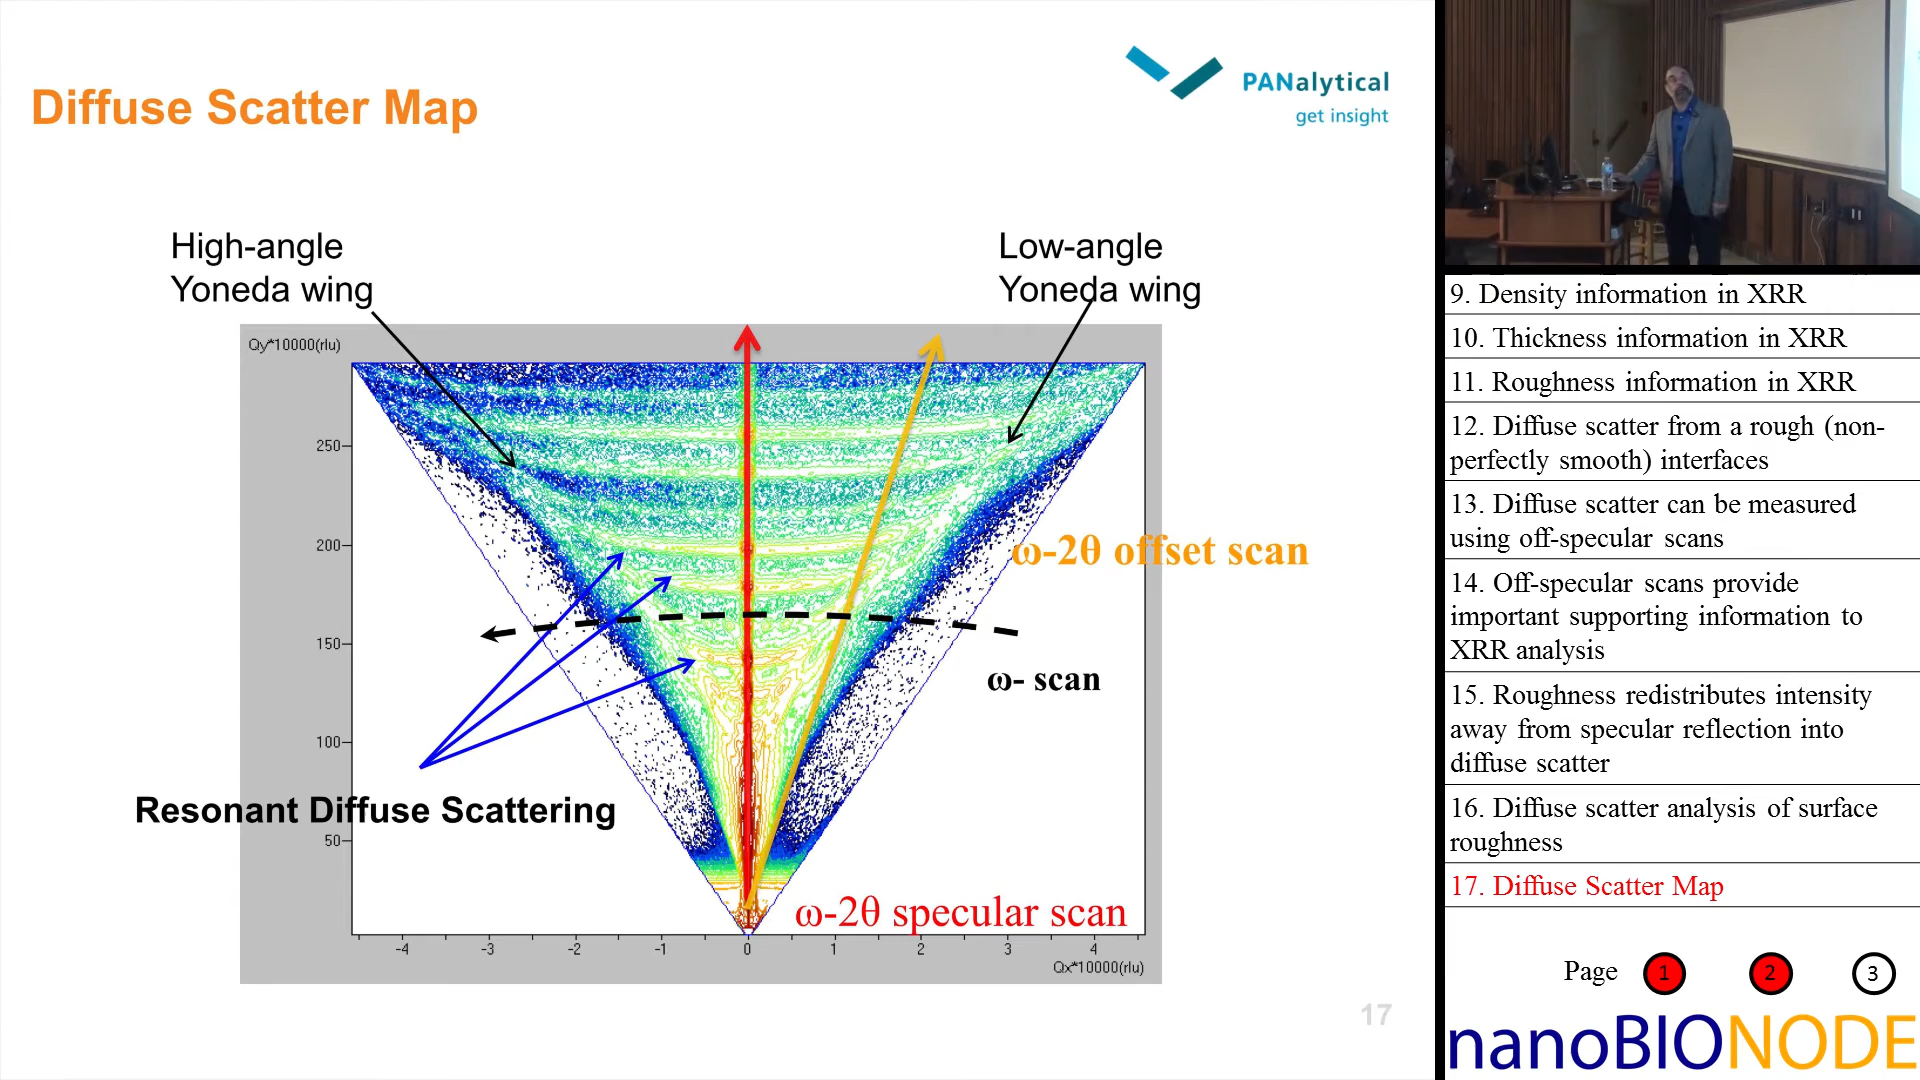 Diffuse Scatter Map
PANalytical
get insight
High-angle
Yoneda wing
Low-angle
Yoneda wing
Qy*10000(rlu)
250
200
150
100
50
ω-2θ offset scan
ω- scan
Resonant Diffuse Scattering
ω-2θ specular scan
-4 -3 -2 -1 0 1 2 3 4
Qx*10000(rlu)
17
9. Density information in XRR
10. Thickness information in XRR
11. Roughness information in XRR
12. Diffuse scatter from a rough (non-
perfectly smooth) interfaces
13. Diffuse scatter can be measured
using off-specular scans
14. Off-specular scans provide
important supporting information to
XRR analysis
15. Roughness redistributes intensity
away from specular reflection into
diffuse scatter
16. Diffuse scatter analysis of surface
roughness
17. Diffuse Scatter Map
Page 1 2 3
nanoBIONODE